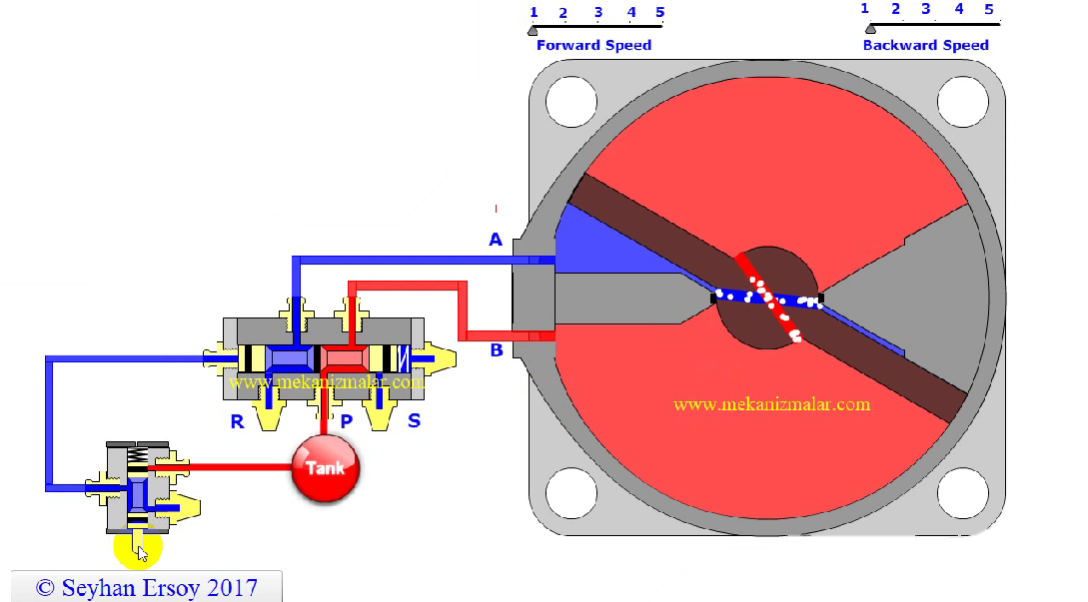 1 2 3 4 5
Forward Speed
1 2 3 4 5
Backward Speed
A
B
www.mekanizmalar.com
R P S
www.mekanizmalar.com
Tank
© Seyhan Ersoy 2017